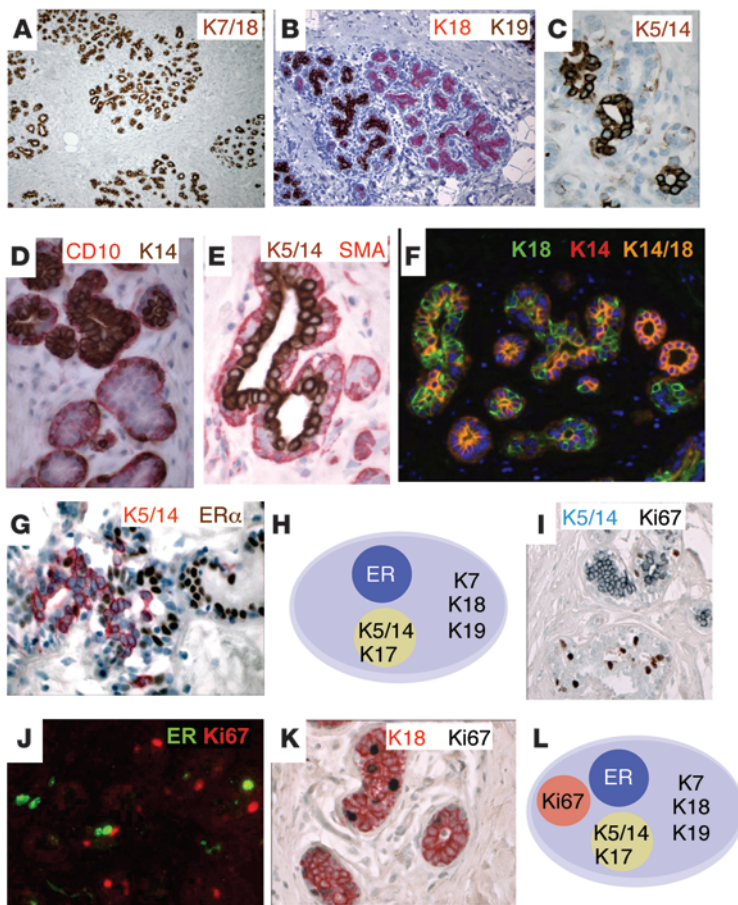 A K7/18
B K18 K19
C K5/14
D CD10 K14
E K5/14 SMA
F K18 K14 K14/18
G K5/14 ERα
H
ER
K7
K18
K19
K5/14
K17
I K5/14 Ki67
J ER Ki67
K K18 Ki67
L
ER
Ki67
K7
K18
K19
K5/14
K17